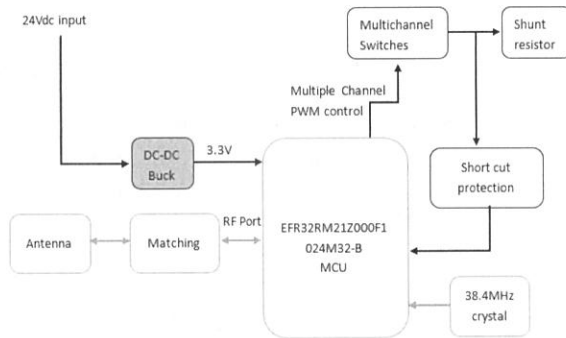 24Vdc input
Multichannel
Switches
Shunt
resistor
Multiple Channel
PWM control
DC-DC
Buck
3.3V
Short cut
protection
EFR32RM21Z000F1
024M32-B
MCU
RF Port
Antenna
Matching
38.4MHz
crystal